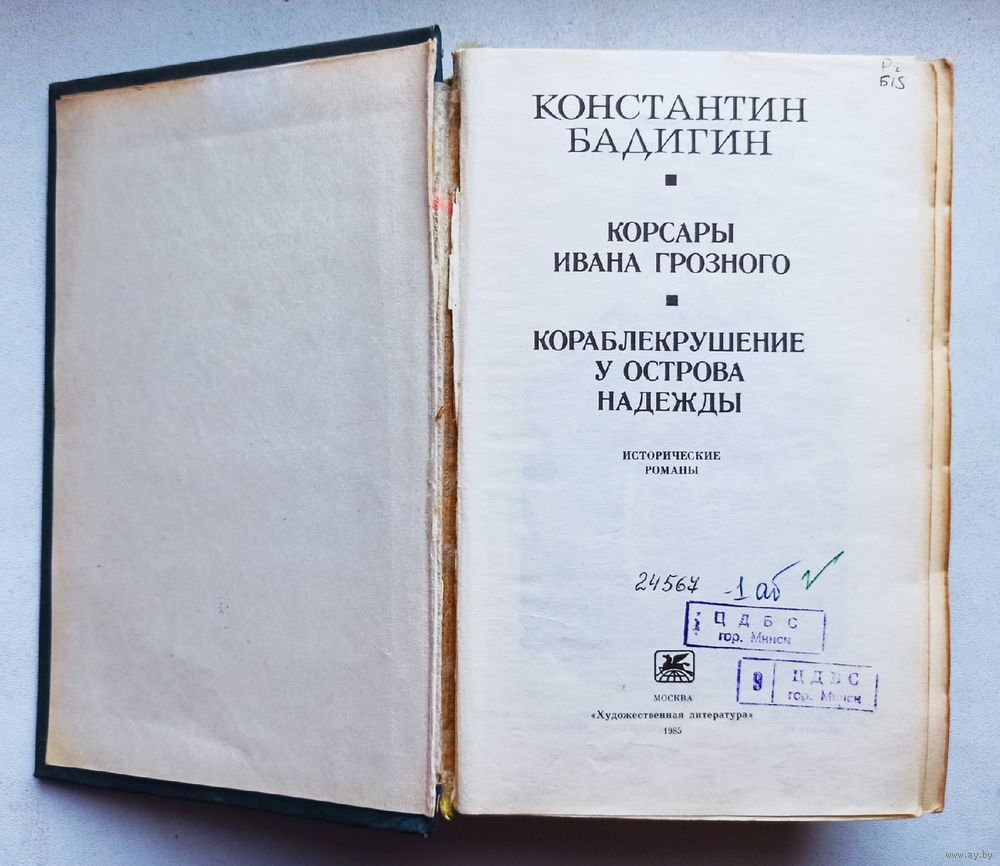 Р2
Б15
КОНСТАНТИН
БАДИГИН
КОРСАРЫ
ИВАНА ГРОЗНОГО
КОРАБЛЕКРУШЕНИЕ
У ОСТРОВА
НАДЕЖДЫ
ИСТОРИЧЕСКИЕ
РОМАНЫ
24567 -1 аб
ЦДБС
гор. Минск
9 ЦДБС
гор. Минск
МОСКВА
«Художественная литература»
1985
www.ay.by